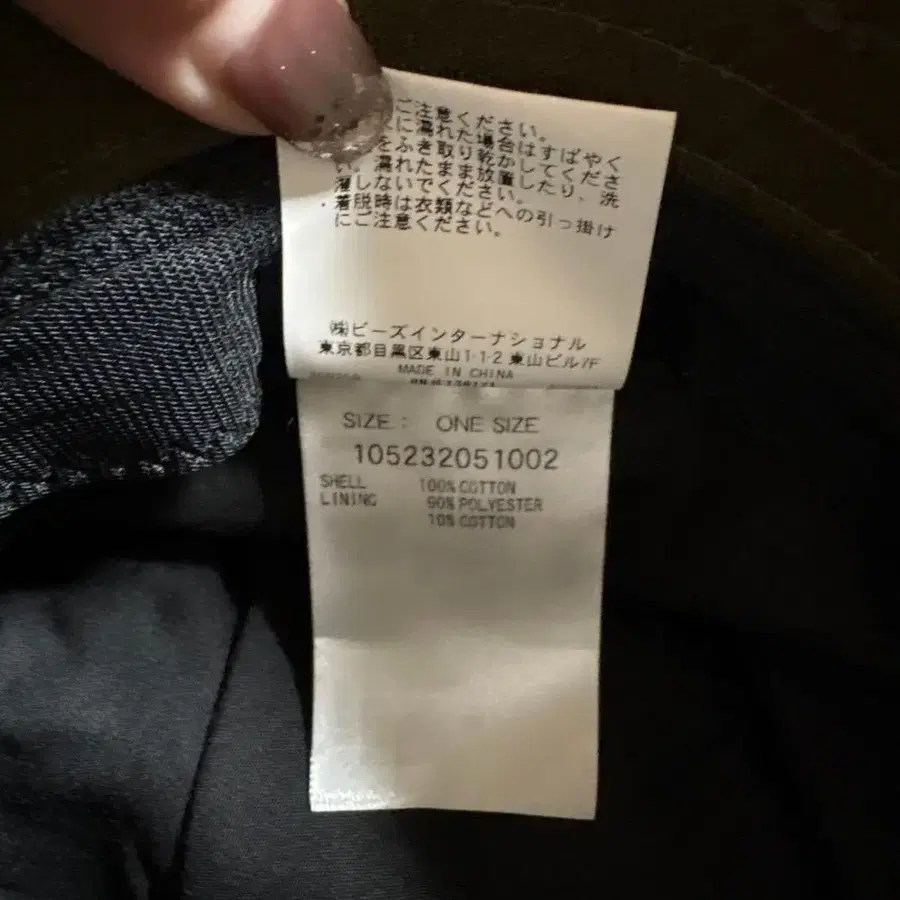 ご注意ください。
に濡れた場合はすばやく
をふき取り乾かしてくださ
い。濡れたまま放置したり、洗
濯しないでください。
・着脱時は衣類などへの引っ掛け
にご注意ください。
㈱ビーズインターナショナル
東京都目黒区東山1-1-2 東山ビル7F
MADE IN CHINA
SIZE : ONE SIZE
105232051002
SHELL 100% COTTON
LINING 90% POLYESTER
10% COTTON